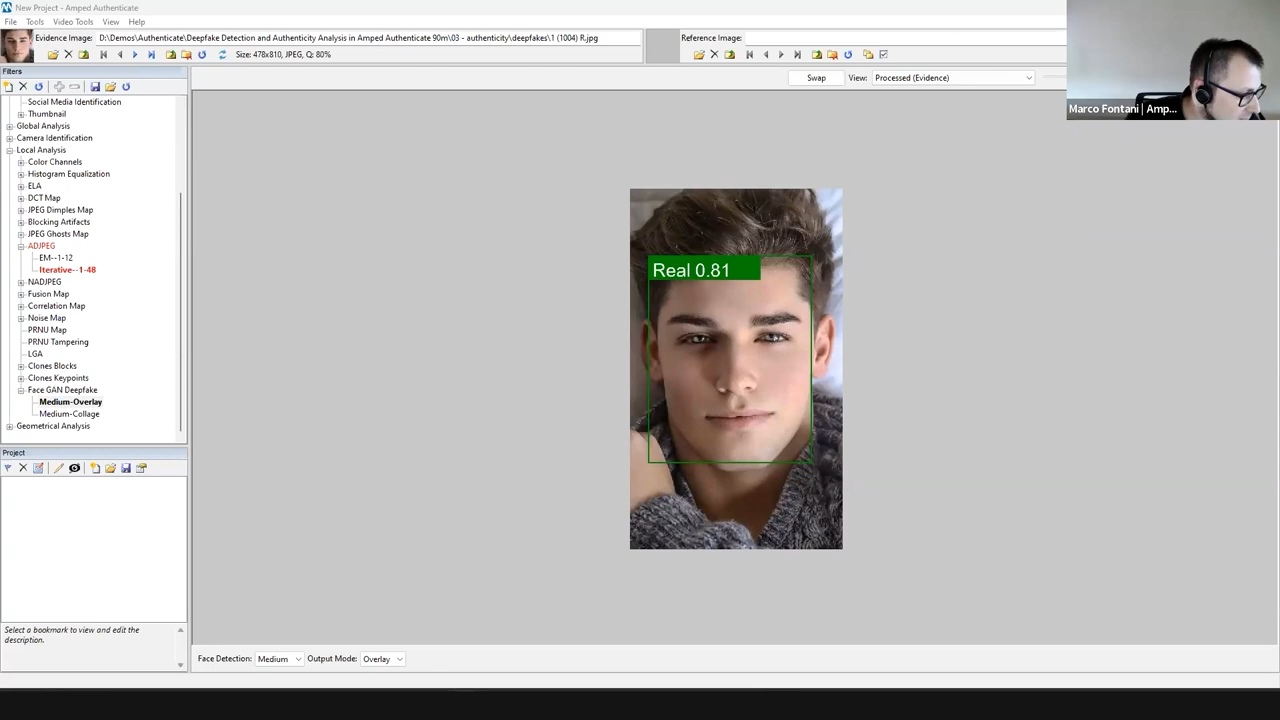 New Project - Amped Authenticate
File Tools Video Tools View Help
Evidence Image: D:\Demos\Authenticate\Deepfake Detection and Authenticity Analysis in Amped Authenticate 90m\03 - authenticity\deepfakes\1 (1004) R.jpg
Reference Image:
Size: 478x810, JPEG, Q: 80%
Filters
Swap View: Processed (Evidence)
Marco Fontani | Amp...
Social Media Identification
Thumbnail
Global Analysis
Camera Identification
Local Analysis
Color Channels
Histogram Equalization
ELA
DCT Map
JPEG Dimples Map
Blocking Artifacts
JPEG Ghosts Map
ADJPEG
EM--1-12
Iterative--1-48
NADJPEG
Fusion Map
Correlation Map
Noise Map
PRNU Map
PRNU Tampering
LGA
Clones Blocks
Clones Keypoints
Face GAN Deepfake
Medium-Overlay
Medium-Collage
Geometrical Analysis
Real 0.81
Project
Select a bookmark to view and edit the
description.
Face Detection: Medium Output Mode: Overlay